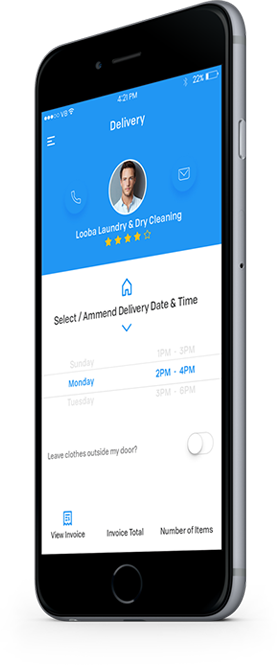 VB 4:21 PM 22%
Delivery
Looba Laundry & Dry Cleaning
Select / Ammend Delivery Date & Time
Sunday 1PM - 3PM
Monday 2PM - 4PM
Tuesday 3PM - 6PM
Leave clothes outside my door?
View Invoice Invoice Total Number of Items